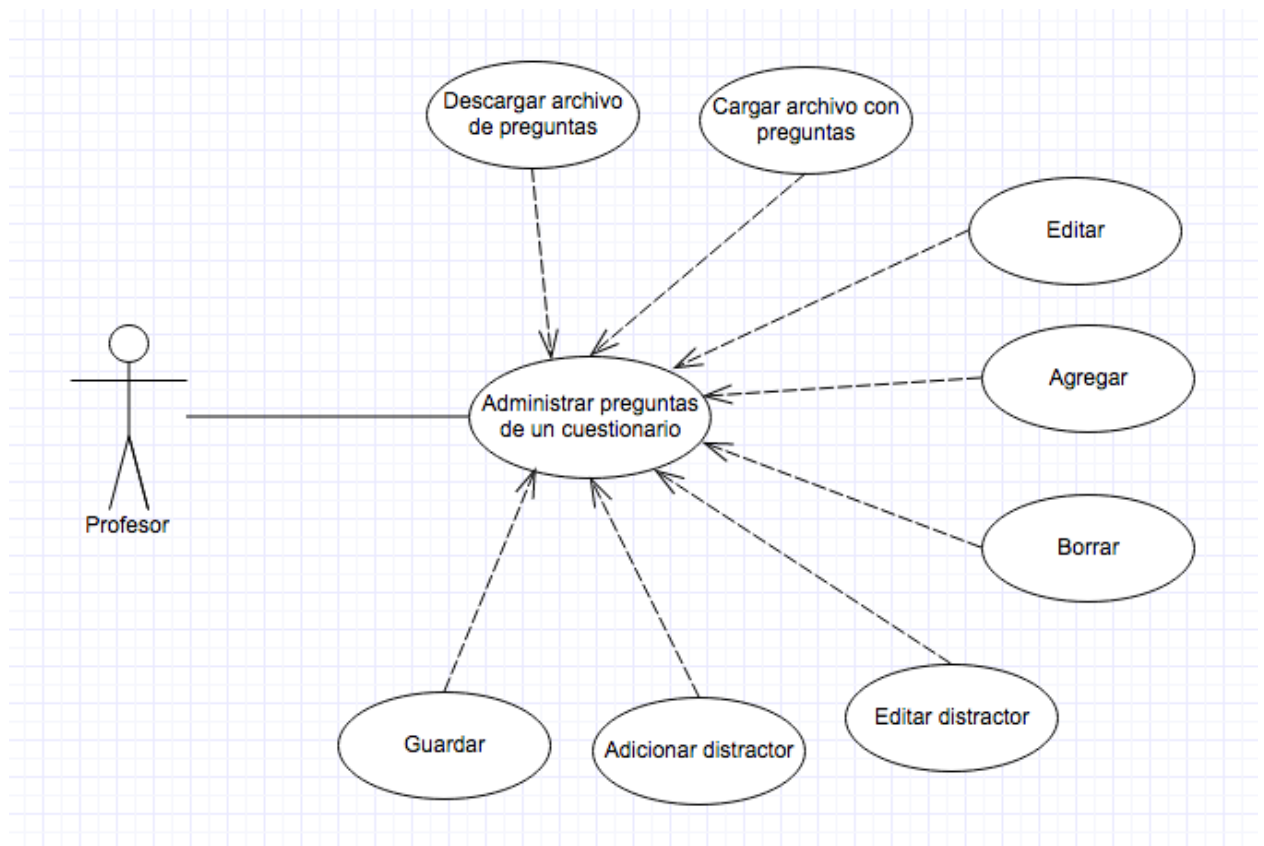 Descargar archivo
de preguntas
Cargar archivo con
preguntas
Editar
Agregar
Administrar preguntas
de un cuestionario
Profesor
Borrar
Editar distractor
Guardar
Adicionar distractor